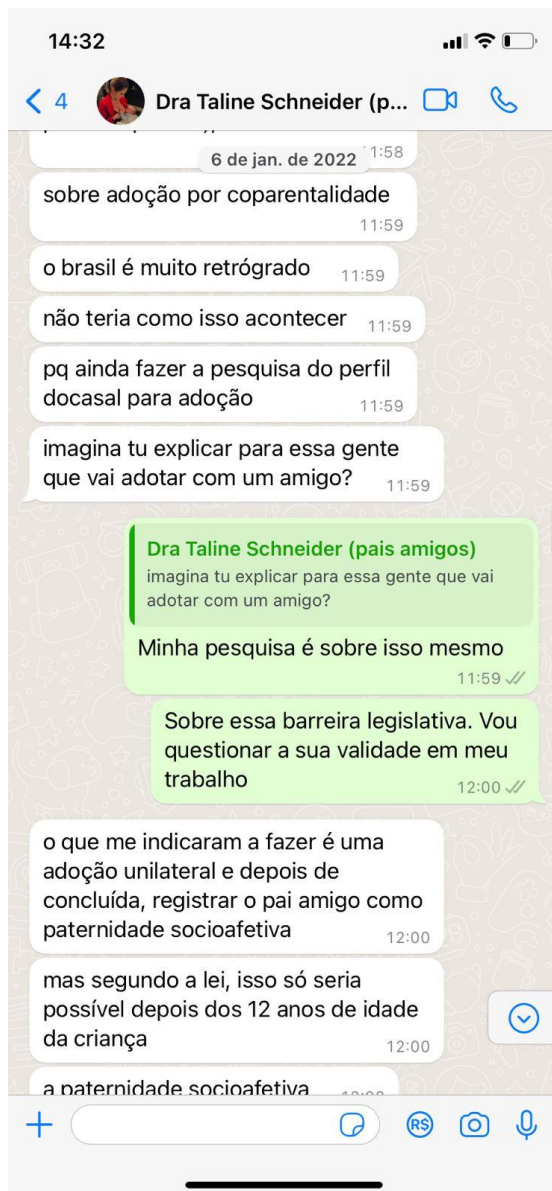 14:32
4
Dra Taline Schneider (p...
11:58
6 de jan. de 2022
sobre adoção por coparentalidade
11:59
o brasil é muito retrógrado 11:59
não teria como isso acontecer 11:59
pq ainda fazer a pesquisa do perfil
docasal para adoção
11:59
imagina tu explicar para essa gente
que vai adotar com um amigo? 11:59
Dra Taline Schneider (pais amigos)
imagina tu explicar para essa gente que vai
adotar com um amigo?
Minha pesquisa é sobre isso mesmo
11:59
Sobre essa barreira legislativa. Vou
questionar a sua validade em meu
trabalho 12:00
o que me indicaram a fazer é uma
adoção unilateral e depois de
concluída, registrar o pai amigo como
paternidade socioafetiva 12:00
mas segundo a lei, isso só seria
possível depois dos 12 anos de idade
da criança 12:00
a paternidade socioafetiva
R$